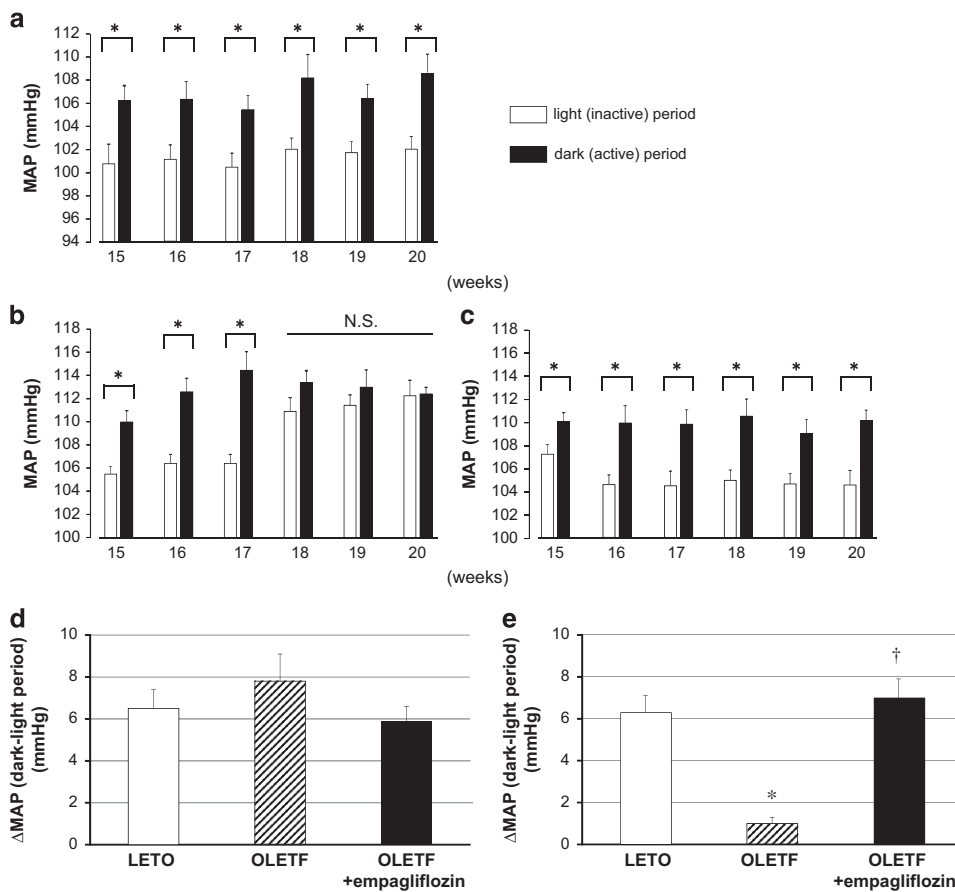 a
* * * * * *
112
110
108
106
104
102
100
98
96
94
MAP (mmHg)
15 16 17 18 19 20
(weeks)
light (inactive) period
dark (active) period
b
* * * N.S.
118
116
114
112
110
108
106
104
102
100
MAP (mmHg)
15 16 17 18 19 20
(weeks)
c
* * * * * *
118
116
114
112
110
108
106
104
102
100
MAP (mmHg)
15 16 17 18 19 20
d
10
8
6
4
2
0
ΔMAP (dark-light period)
(mmHg)
LETO OLETF OLETF
+empagliflozin
e
10
8
6
4
2
0
ΔMAP (dark-light period)
(mmHg)
* †
LETO OLETF OLETF
+empagliflozin